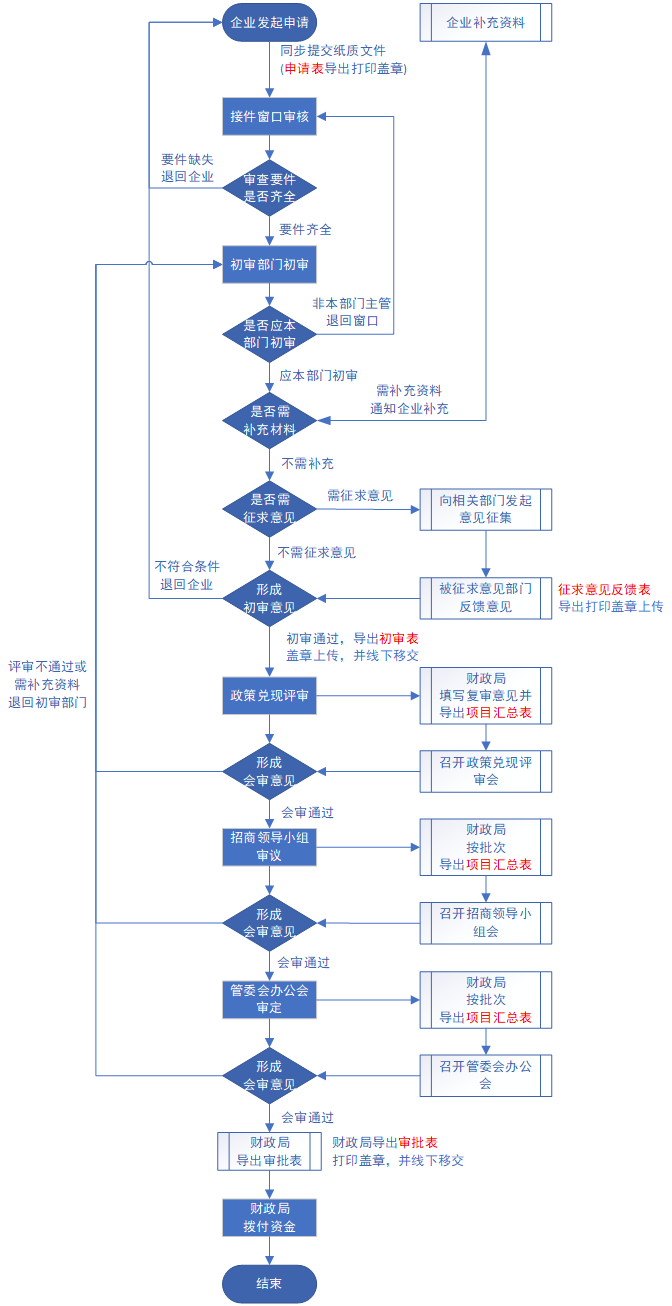 企业发起申请
企业补充资料
同步提交纸质文件
(申请表导出打印盖章)
接件窗口审核
要件缺失
退回企业
审查要件
是否齐全
要件齐全
初审部门初审
非本部门主管
退回窗口
是否应本
部门初审
应本部门初审
需补充资料
通知企业补充
是否需
补充材料
不需补充
是否需
征求意见
需征求意见
向相关部门发起
意见征集
不需征求意见
不符合条件
退回企业
形成
初审意见
被征求意见部门
反馈意见
征求意见反馈表
导出打印盖章上传
初审通过，导出初审表
盖章上传，并线下移交
评审不通过或
需补充资料
退回初审部门
政策兑现评审
财政局
填写复审意见并
导出项目汇总表
形成
会审意见
召开政策兑现评
审会
会审通过
招商领导小组
审议
财政局
按批次
导出项目汇总表
形成
会审意见
召开招商领导小
组会
会审通过
管委会办公会
审定
财政局
按批次
导出项目汇总表
形成
会审意见
召开管委会办公
会
会审通过
财政局
导出审批表
财政局导出审批表
打印盖章，并线下移交
财政局
拨付资金
结束